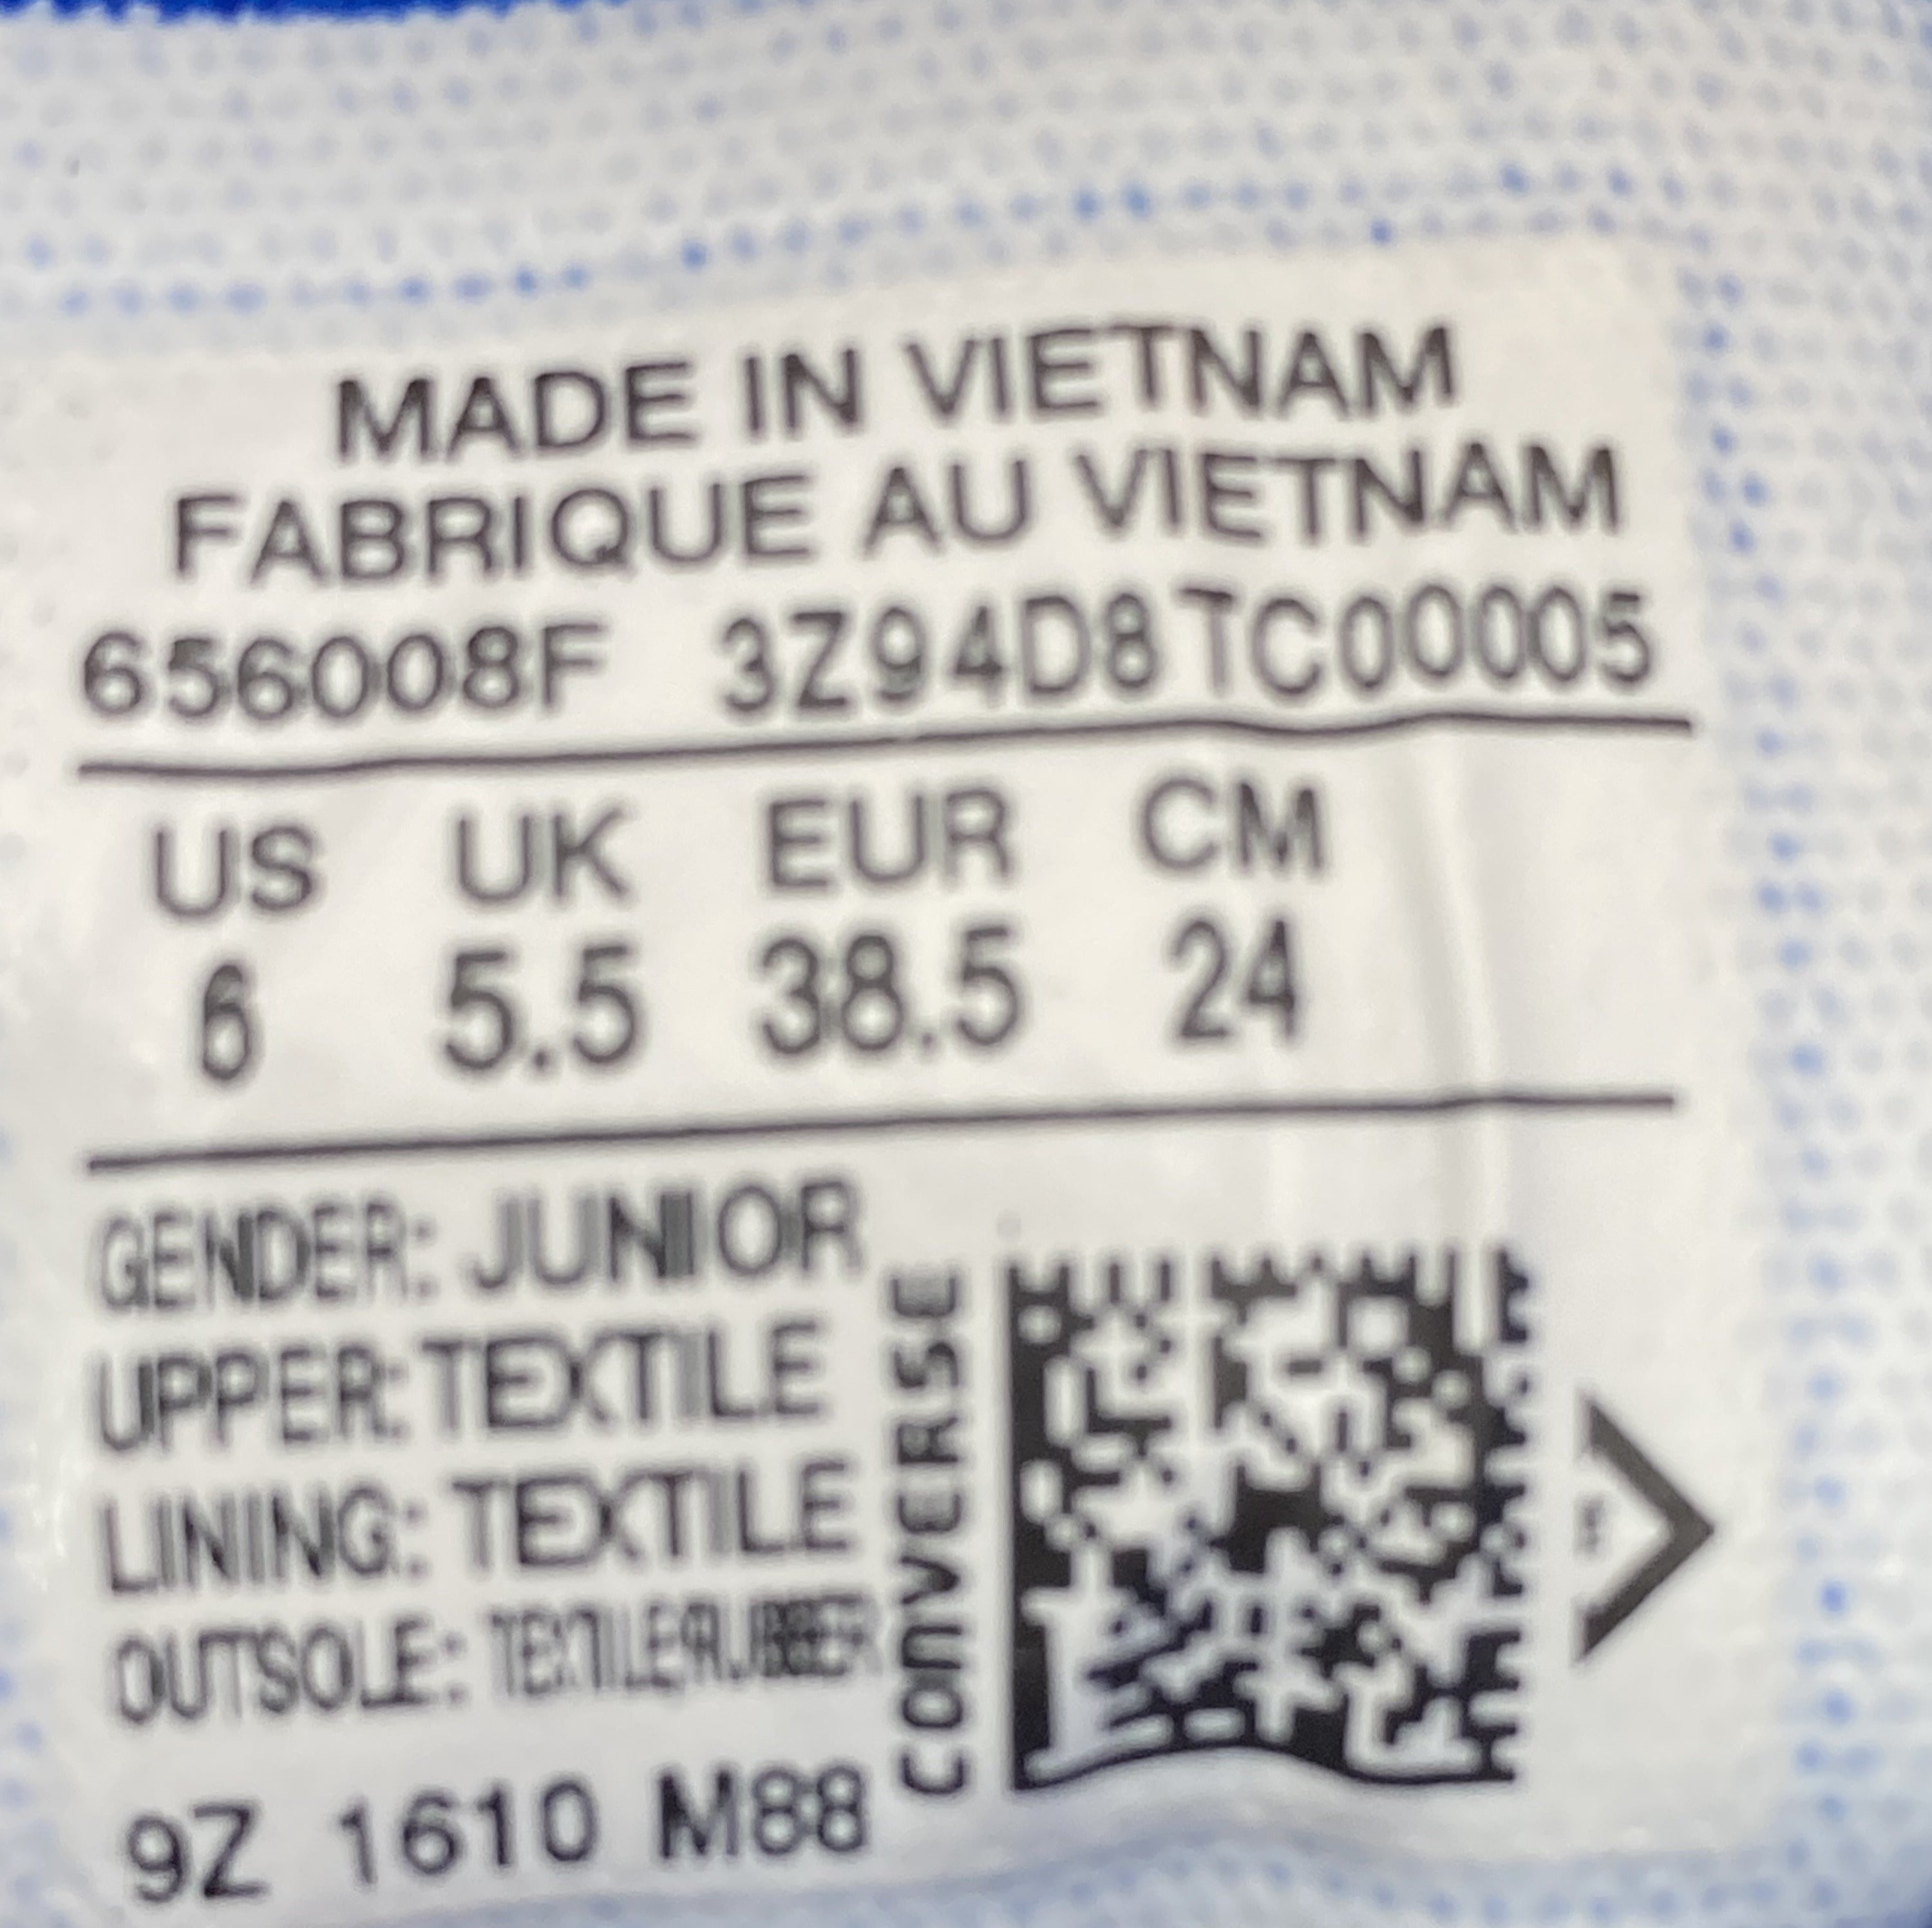 MADE IN VIETNAM
FABRIQUE AU VIETNAM
656008F 3Z94D8TC00005
US UK EUR CM
6 5.5 38.5 24
GENDER: JUNIOR
UPPER: TEXTILE
LINING: TEXTILE
OUTSOLE: TEXTILE/RUBBER
9Z 1610 M88
CONVERSE